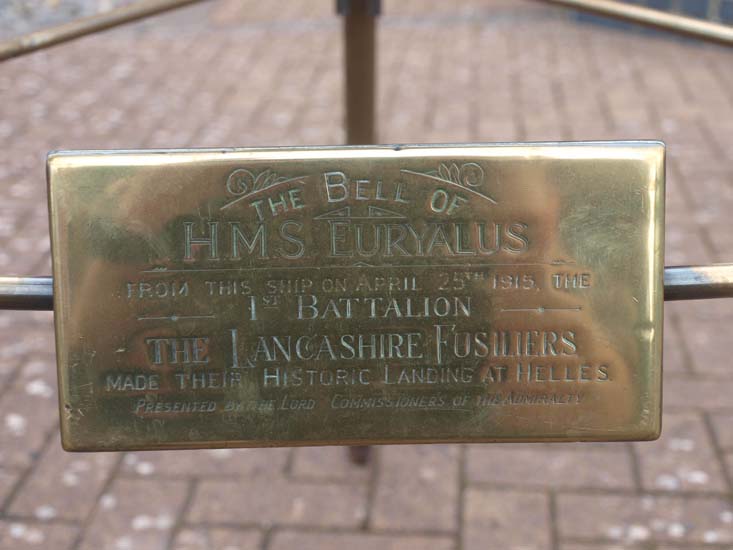 THE BELL OF
HMS EURYALUS
FROM THIS SHIP ON APRIL 25TH 1915, THE
1ST BATTALION
THE LANCASHIRE FUSILIERS
MADE THEIR HISTORIC LANDING AT HELLES.
PRESENTED BY THE LORD COMMISSIONERS OF THE ADMIRALTY